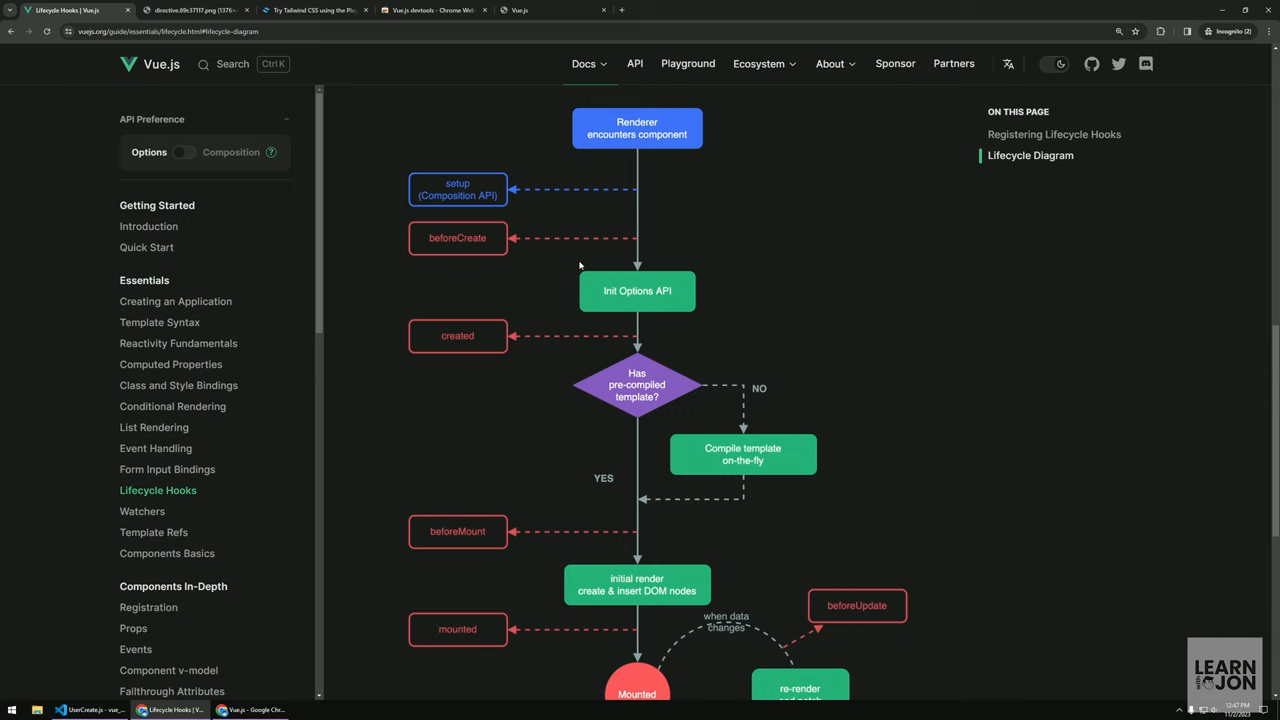 Lifecycle Hooks | Vue.js
directive.69c37117.png (1376×
Try Tailwind CSS using the Pla
Vue.js devtools - Chrome Web
Vue.js
vuejs.org/guide/essentials/lifecycle.html#lifecycle-diagram
Incognito (2)
Vue.js
Search
Ctrl K
Docs
API
Playground
Ecosystem
About
Sponsor
Partners
API Preference
Options
Composition
?
Getting Started
Introduction
Quick Start
Essentials
Creating an Application
Template Syntax
Reactivity Fundamentals
Computed Properties
Class and Style Bindings
Conditional Rendering
List Rendering
Event Handling
Form Input Bindings
Lifecycle Hooks
Watchers
Template Refs
Components Basics
Components In-Depth
Registration
Props
Events
Component v-model
Fallthrough Attributes
Renderer
encounters component
setup
(Composition API)
beforeCreate
Init Options API
created
Has
pre-compiled
template?
NO
Compile template
on-the-fly
YES
beforeMount
initial render
create & insert DOM nodes
mounted
when data
changes
beforeUpdate
Mounted
re-render
and patch
ON THIS PAGE
Registering Lifecycle Hooks
Lifecycle Diagram
LEARN
JON
UserCreate.js - vue_...
Lifecycle Hooks | V...
Vue.js - Google Chr...
12:47 PM
11/2/2023